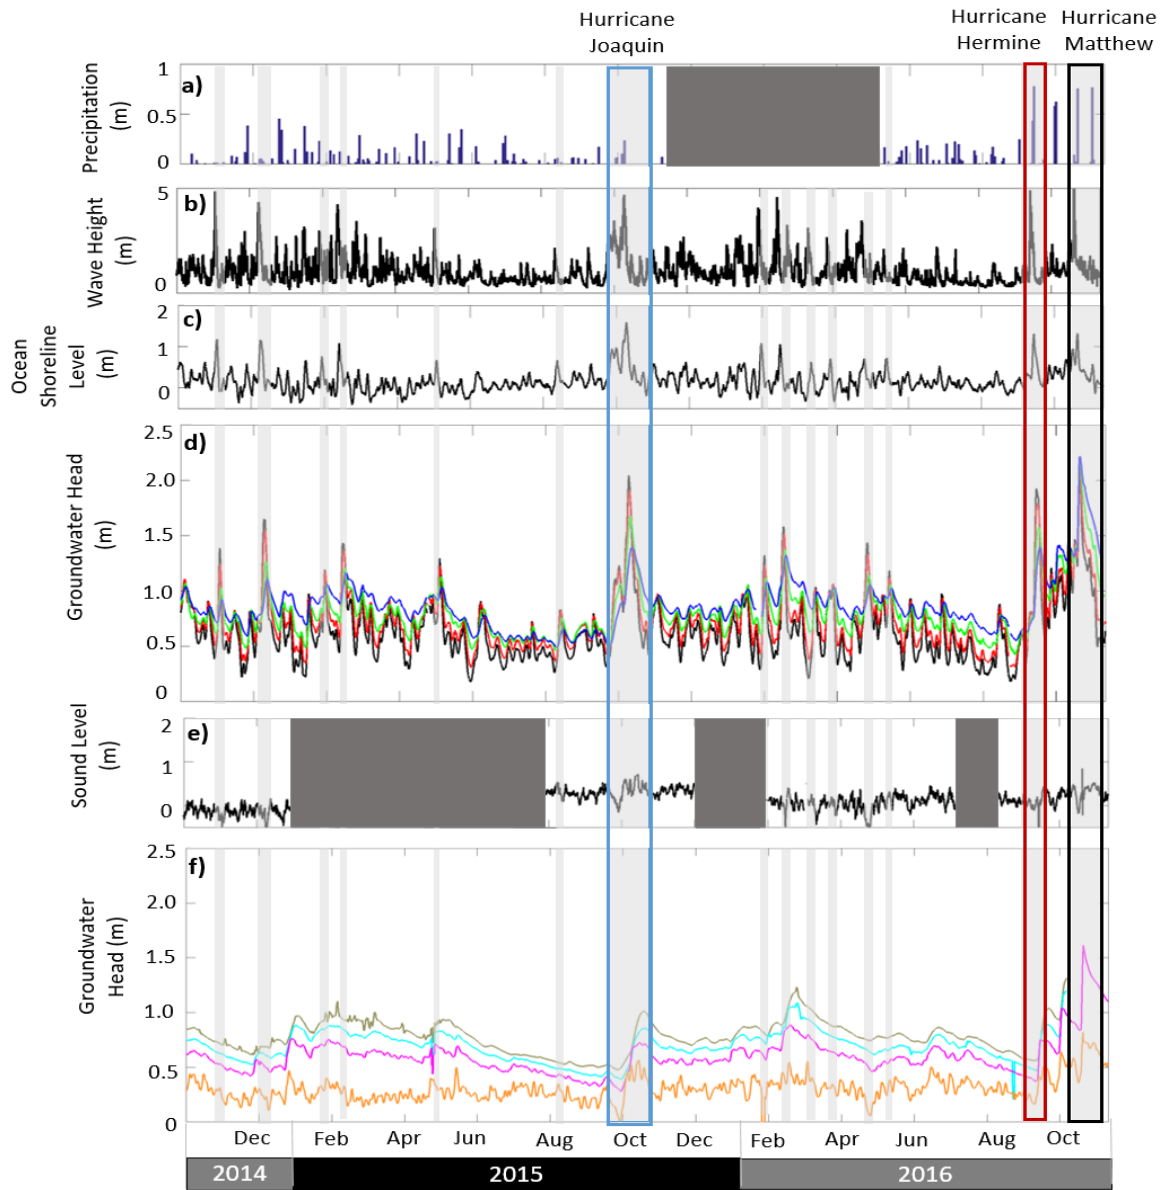 Hurricane
Joaquin
Hurricane
Hermine
Hurricane
Matthew
a)
Precipitation
(m)
1
0.5
0
b)
Wave Height
(m)
5
0
c)
Ocean
Shoreline
Level
(m)
2
1
0
d)
Groundwater Head
(m)
2.5
2.0
1.5
1.0
0.5
0
e)
Sound Level
(m)
2
1
0
f)
Groundwater
Head (m)
2.5
2.0
1.5
1.0
0.5
0
Dec Feb Apr Jun Aug Oct Dec Feb Apr Jun Aug Oct
2014 2015 2016